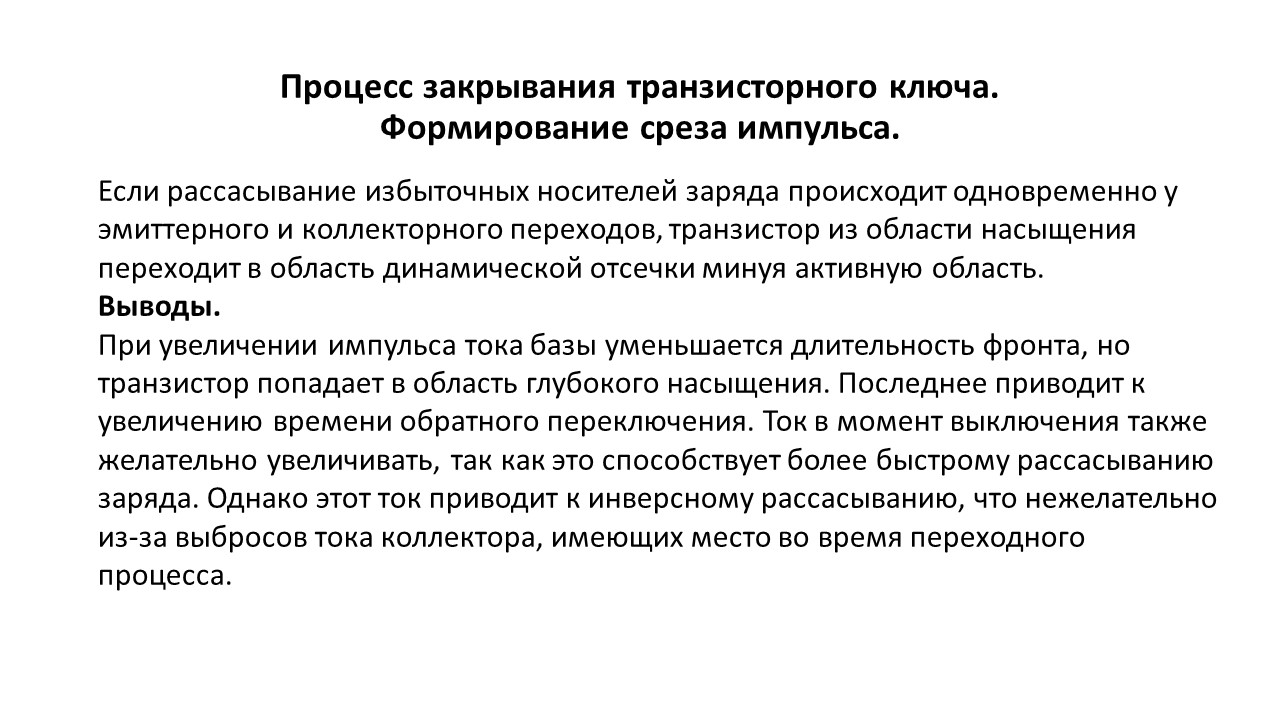 Процесс закрывания транзисторного ключа.
Формирование среза импульса.
Если рассасывание избыточных носителей заряда происходит одновременно у
эмиттерного и коллекторного переходов, транзистор из области насыщения
переходит в область динамической отсечки минуя активную область.
Выводы.
При увеличении импульса тока базы уменьшается длительность фронта, но
транзистор попадает в область глубокого насыщения. Последнее приводит к
увеличению времени обратного переключения. Ток в момент выключения также
желательно увеличивать, так как это способствует более быстрому рассасыванию
заряда. Однако этот ток приводит к инверсному рассасыванию, что нежелательно
из-за выбросов тока коллектора, имеющих место во время переходного
процесса.